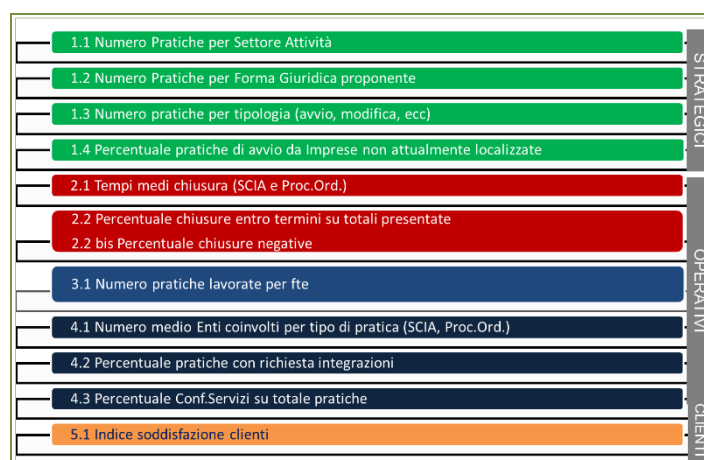 1.1 Numero Pratiche per Settore Attività
1.2 Numero Pratiche per Forma Giuridica proponente
1.3 Numero pratiche per tipologia (avvio, modifica, ecc)
1.4 Percentuale pratiche di avvio da Imprese non attualmente localizzate
STRATEGICI
2.1 Tempi medi chiusura (SCIA e Proc.Ord.)
2.2 Percentuale chiusure entro termini su totali presentate
2.2 bis Percentuale chiusure negative
3.1 Numero pratiche lavorate per fte
4.1 Numero medio Enti coinvolti per tipo di pratica (SCIA, Proc.Ord.)
4.2 Percentuale pratiche con richiesta integrazioni
4.3 Percentuale Conf.Servizi su totale pratiche
OPERATIVI
5.1 Indice soddisfazione clienti
CLIENTI